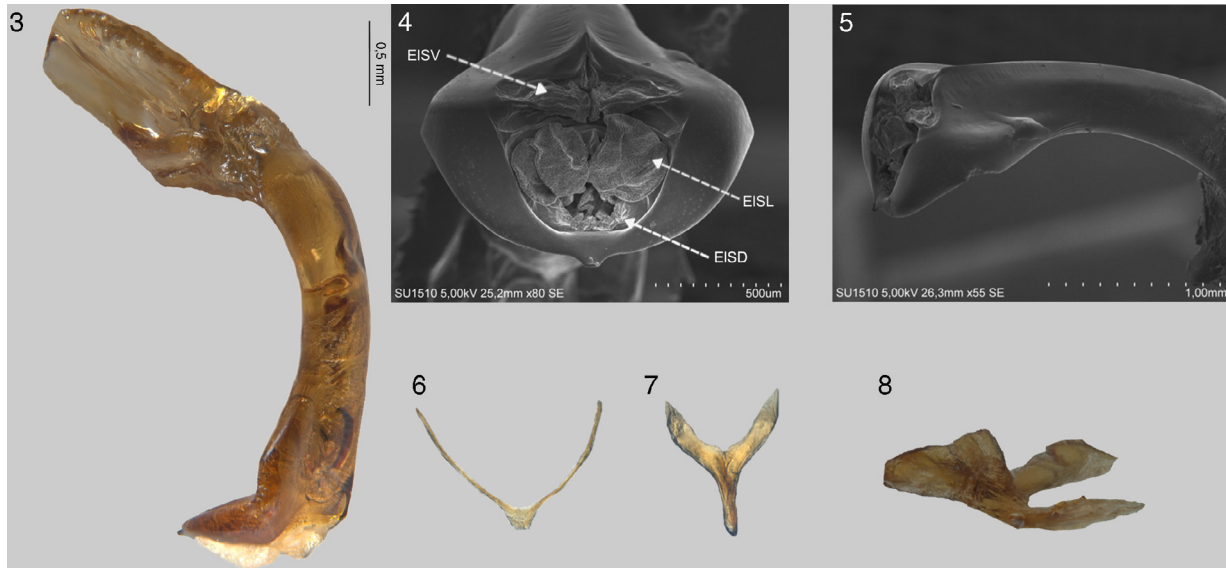 3
0,5 mm
4
EISV
EISL
EISD
SU1510 5,00kV 25,2mm x80 SE
500um
5
SU1510 5,00kV 26,3mm x55 SE
1,00mm
6
7
8